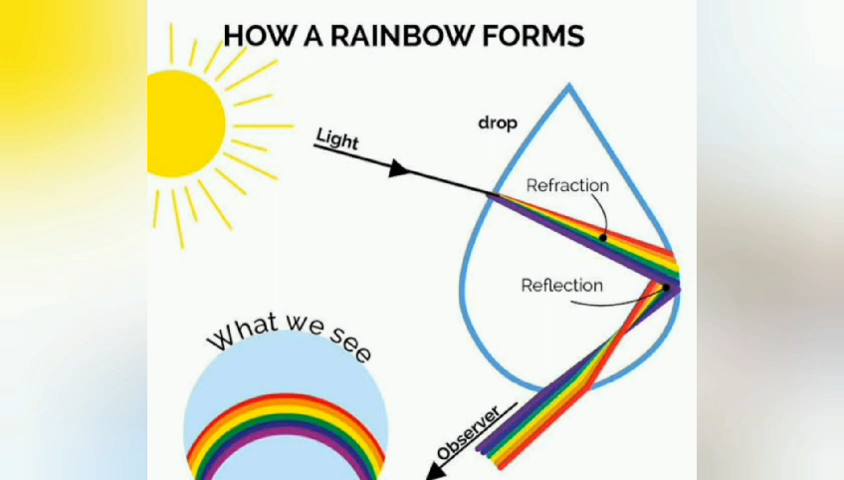 HOW A RAINBOW FORMS
drop
Light
Refraction
Reflection
What we see
Observer